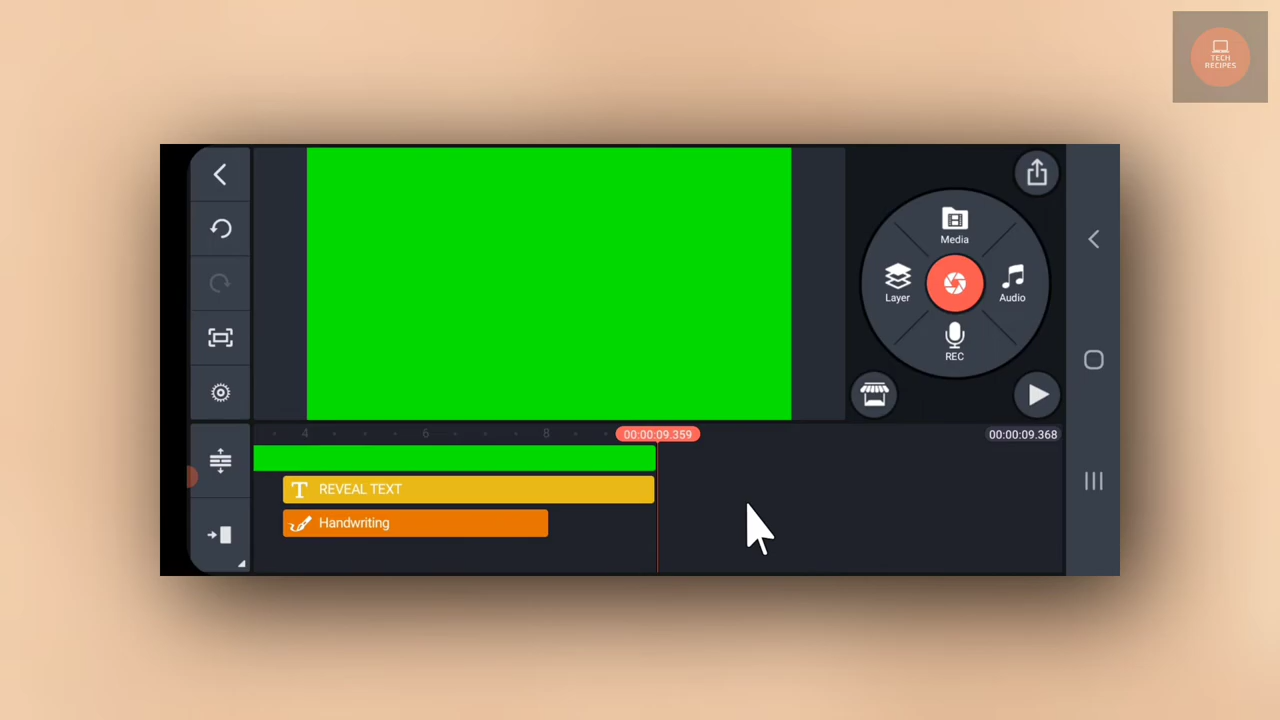 TECH
RECIPES
Media
Layer
Audio
REC
4
6
8
00:00:09.359
00:00:09.368
REVEAL TEXT
Handwriting